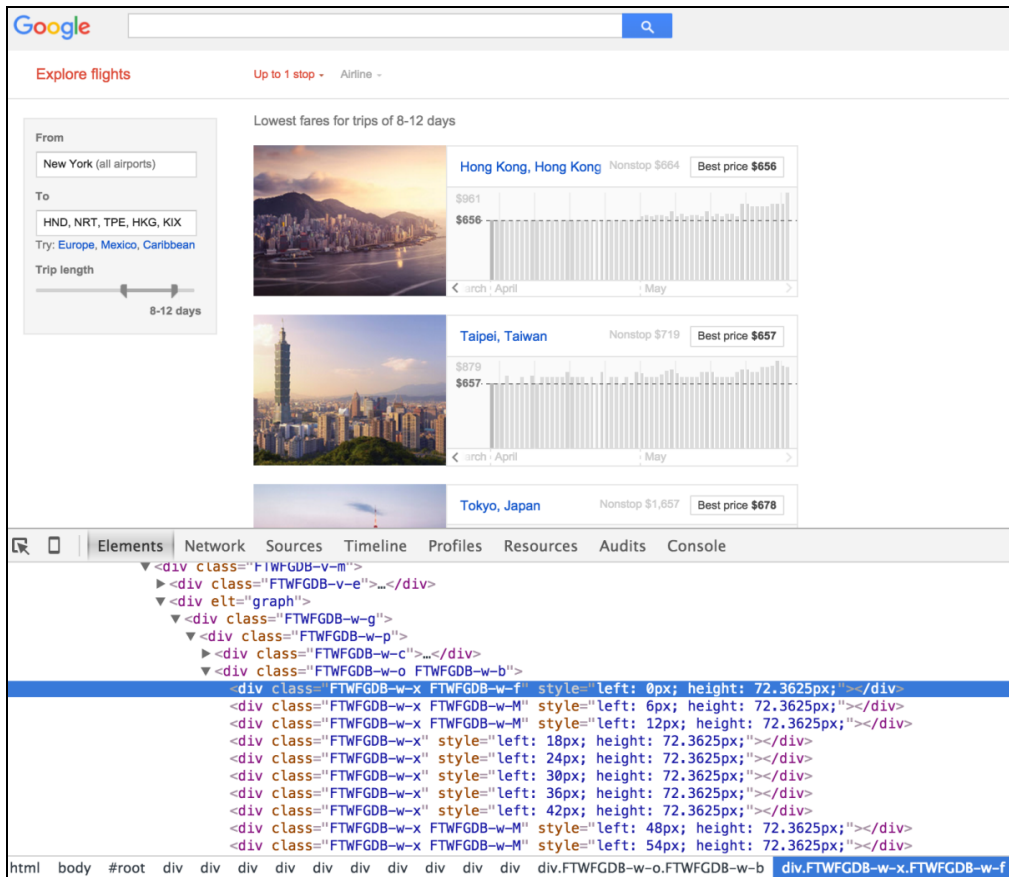 Google
Explore flights
Up to 1 stop
Airline
From
New York (all airports)
To
HND, NRT, TPE, HKG, KIX
Try: Europe, Mexico, Caribbean
Trip length
8-12 days
Lowest fares for trips of 8-12 days
Hong Kong, Hong Kong Nonstop $664 Best price $656
$961
$656
arch April May
Taipei, Taiwan Nonstop $719 Best price $657
$879
$657
arch April May
Tokyo, Japan Nonstop $1,657 Best price $678
Elements Network Sources Timeline Profiles Resources Audits Console
▼<div class="FTWFGDB-v-m">
▶<div class="FTWFGDB-v-e">…</div>
▼<div elt="graph">
▼<div class="FTWFGDB-w-g">
▼<div class="FTWFGDB-w-p">
▶<div class="FTWFGDB-w-c">…</div>
▼<div class="FTWFGDB-w-o FTWFGDB-w-b">
<div class="FTWFGDB-w-x FTWFGDB-w-f" style="left: 0px; height: 72.3625px;"></div>
<div class="FTWFGDB-w-x FTWFGDB-w-M" style="left: 6px; height: 72.3625px;"></div>
<div class="FTWFGDB-w-x FTWFGDB-w-M" style="left: 12px; height: 72.3625px;"></div>
<div class="FTWFGDB-w-x" style="left: 18px; height: 72.3625px;"></div>
<div class="FTWFGDB-w-x" style="left: 24px; height: 72.3625px;"></div>
<div class="FTWFGDB-w-x" style="left: 30px; height: 72.3625px;"></div>
<div class="FTWFGDB-w-x" style="left: 36px; height: 72.3625px;"></div>
<div class="FTWFGDB-w-x" style="left: 42px; height: 72.3625px;"></div>
<div class="FTWFGDB-w-x FTWFGDB-w-M" style="left: 48px; height: 72.3625px;"></div>
<div class="FTWFGDB-w-x FTWFGDB-w-M" style="left: 54px; height: 72.3625px;"></div>
html body #root div div div div div div div div div div div.FTWFGDB-w-o.FTWFGDB-w-b div.FTWFGDB-w-x.FTWFGDB-w-f